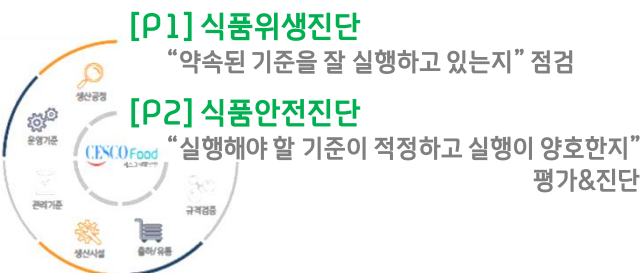 [P1] 식품위생진단
“약속된 기준을 잘 실행하고 있는지” 점검
[P2] 식품안전진단
“실행해야 할 기준이 적정하고 실행이 양호한지”
평가&진단
생산공정
운영기준
CESCO Food
관리기준
규격검증
생산시설
출하/유통